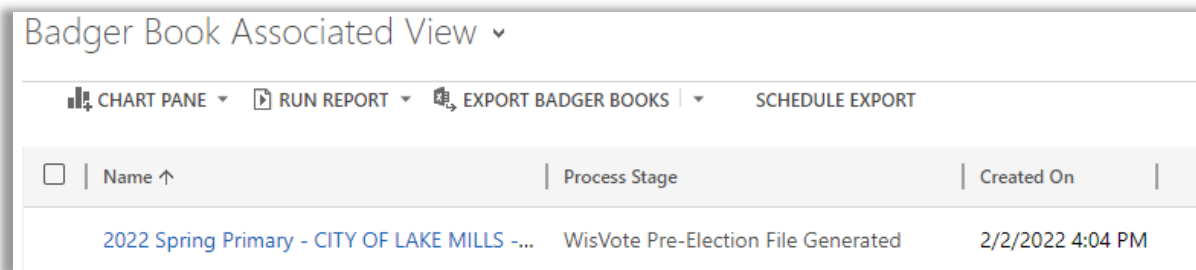 Badger Book Associated View
CHART PANE RUN REPORT EXPORT BADGER BOOKS SCHEDULE EXPORT
Name Process Stage Created On
2022 Spring Primary - CITY OF LAKE MILLS -... WisVote Pre-Election File Generated 2/2/2022 4:04 PM